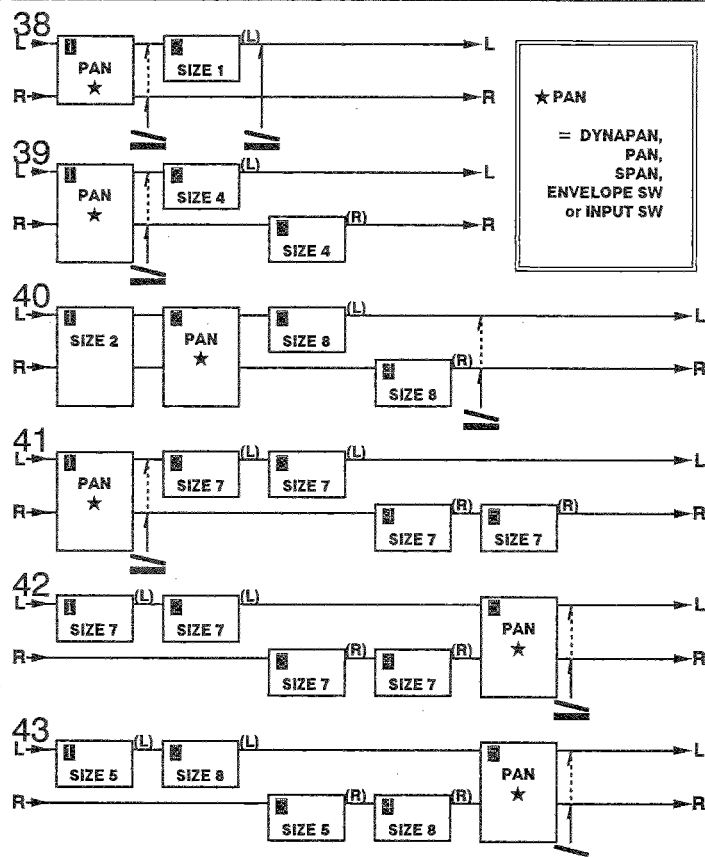 38
L (L) L
PAN SIZE 1
★
R R
★ PAN
= DYNAPAN,
PAN,
SPAN,
ENVELOPE SW
or INPUT SW
39
L (L) L
PAN SIZE 4
★
R (R) R
SIZE 4
40
L (L) L
SIZE 2 PAN SIZE 8
★
R (R) R
SIZE 8
41
L (L) (L) L
PAN SIZE 7 SIZE 7
★
R (R) (R) R
SIZE 7 SIZE 7
42
L (L) (L) L
SIZE 7 SIZE 7 PAN
★
R (R) (R) R
SIZE 7 SIZE 7
43
L (L) (L) L
SIZE 5 SIZE 8 PAN
★
R (R) (R) R
SIZE 5 SIZE 8